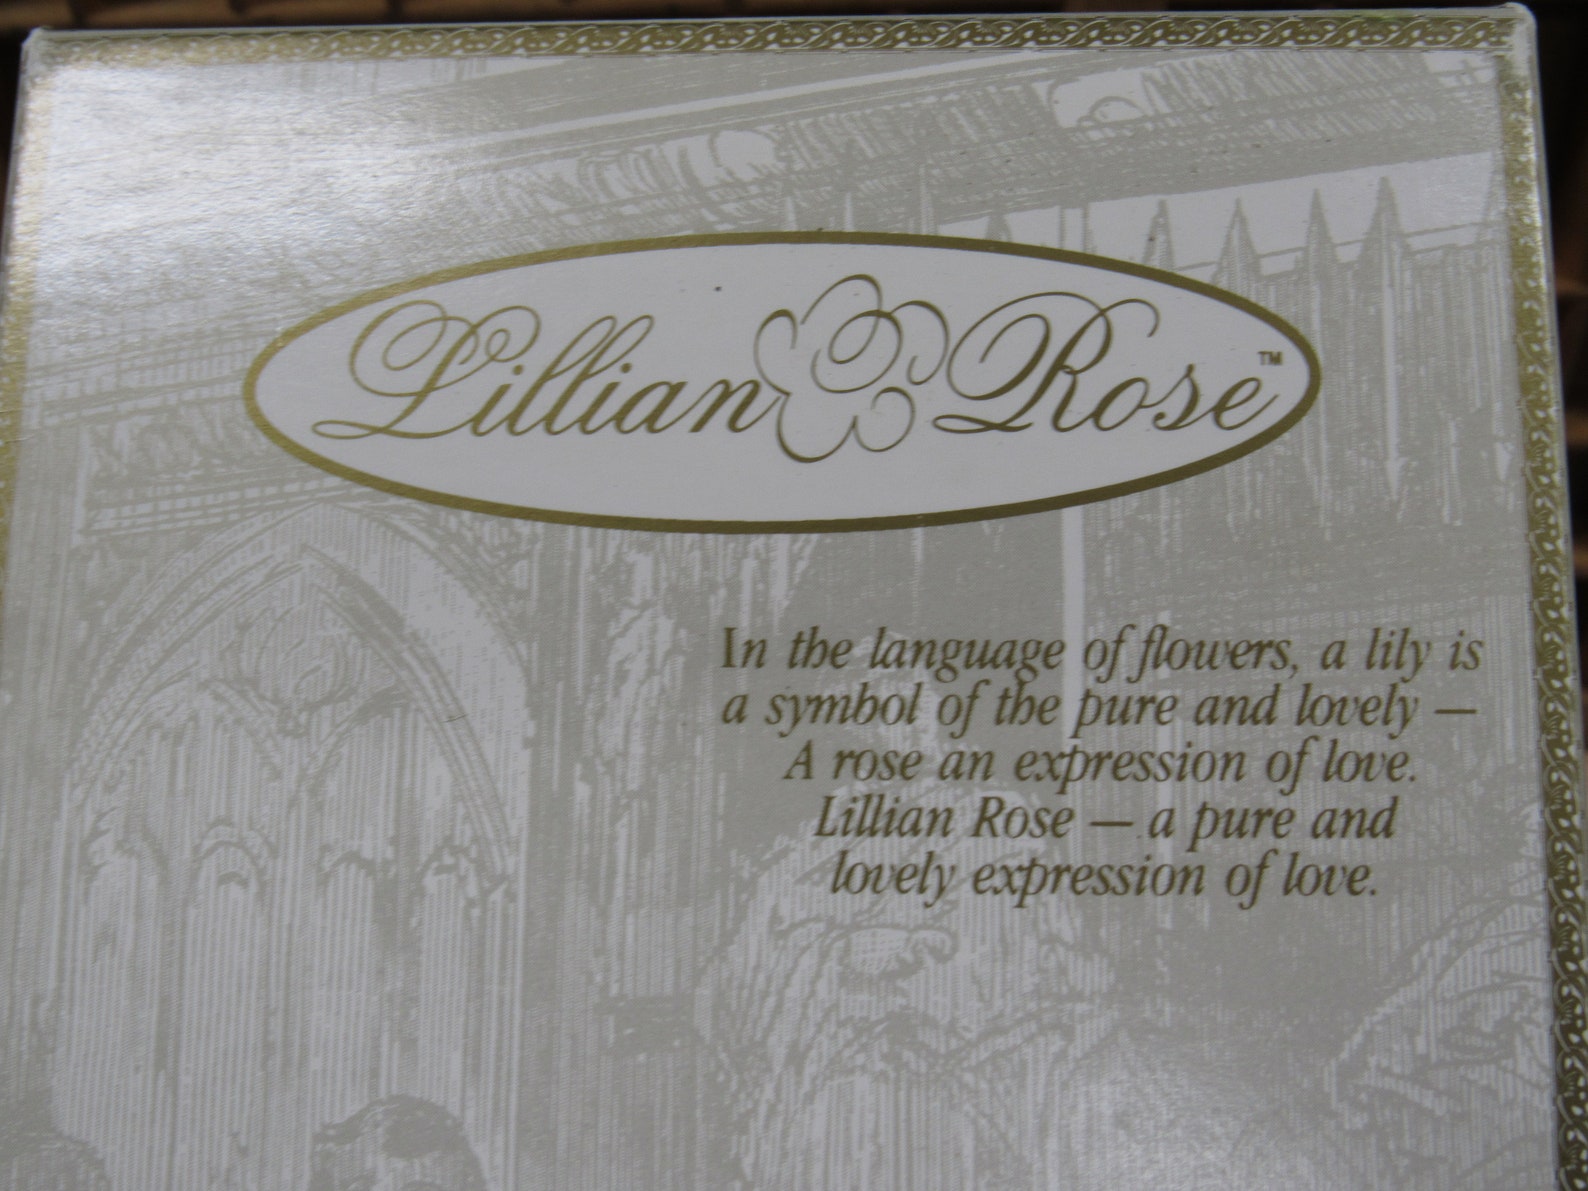 Lillian Rose™
In the language of flowers, a lily is
a symbol of the pure and lovely —
A rose an expression of love.
Lillian Rose — a pure and
lovely expression of love.